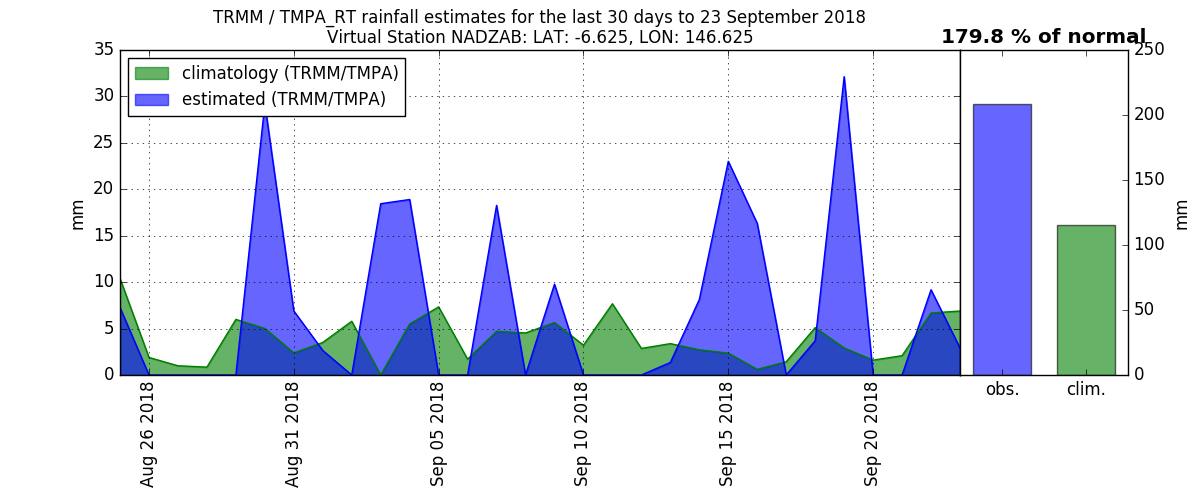 TRMM / TMPA_RT rainfall estimates for the last 30 days to 23 September 2018
Virtual Station NADZAB: LAT: -6.625, LON: 146.625
179.8 % of normal
climatology (TRMM/TMPA)
estimated (TRMM/TMPA)
35
30
25
20
15
10
5
0
mm
Aug 26 2018
Aug 31 2018
Sep 05 2018
Sep 10 2018
Sep 15 2018
Sep 20 2018
250
200
150
100
50
0
mm
obs.
clim.